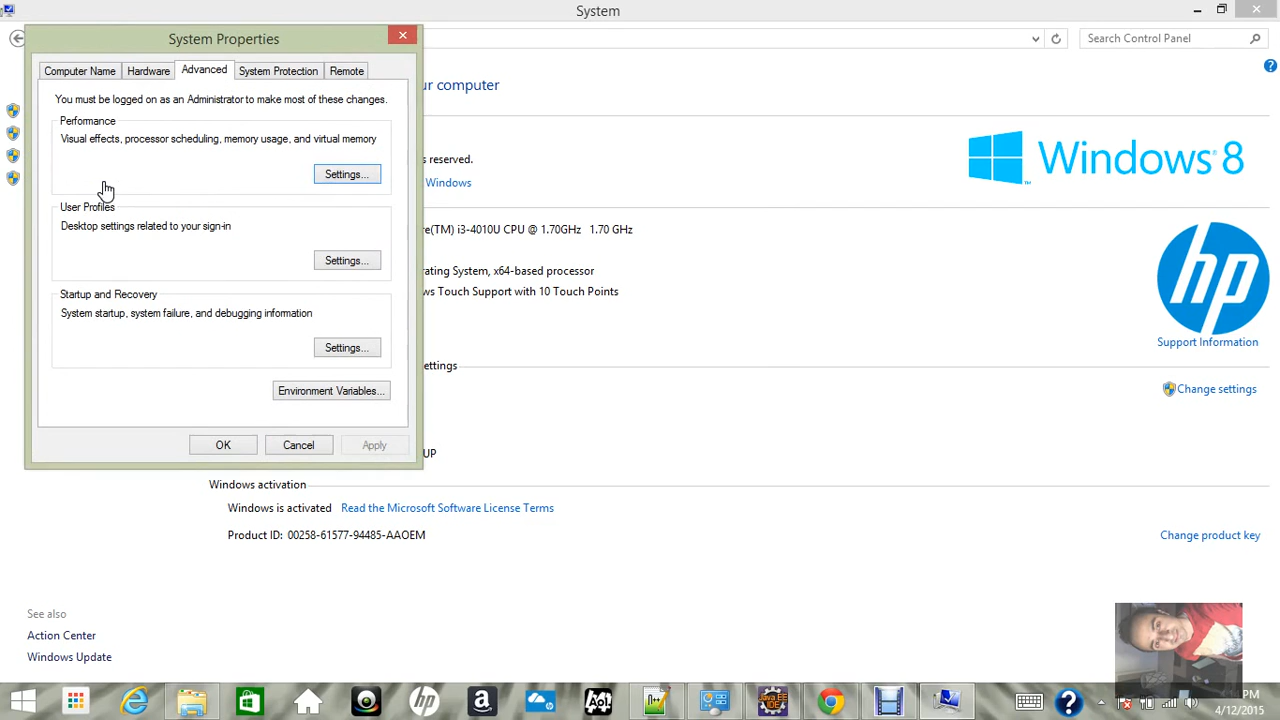 System
System Properties
Search Control Panel
Computer Name
Hardware
Advanced
System Protection
Remote
You must be logged on as an Administrator to make most of these changes.
Performance
Visual effects, processor scheduling, memory usage, and virtual memory
Settings...
User Profiles
Desktop settings related to your sign-in
Settings...
Startup and Recovery
System startup, system failure, and debugging information
Settings...
Environment Variables...
OK
Cancel
Apply
ur computer
s reserved.
Windows
Windows 8
re(TM) i3-4010U CPU @ 1.70GHz 1.70 GHz
rating System, x64-based processor
ws Touch Support with 10 Touch Points
hp
Support Information
ettings
Change settings
UP
Windows activation
Windows is activated Read the Microsoft Software License Terms
Product ID: 00258-61577-94485-AAOEM
Change product key
See also
Action Center
Windows Update
hp
a
Aol
Java EE
IDE
4/12/2015